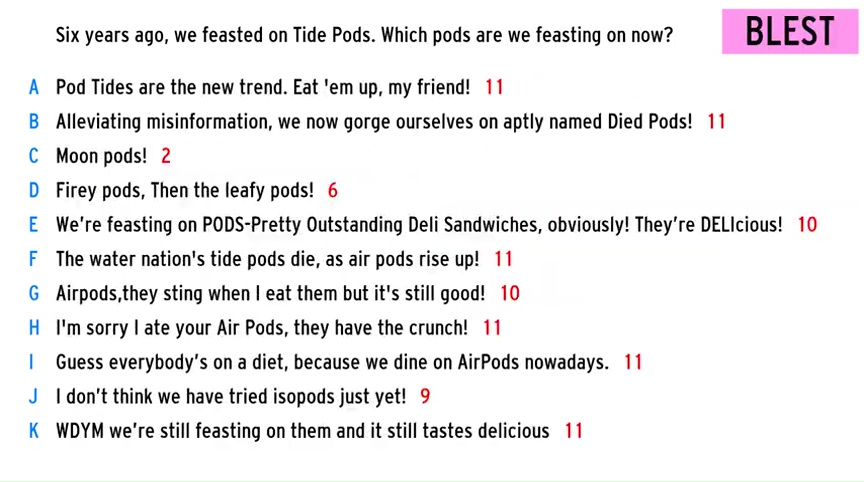 Six years ago, we feasted on Tide Pods. Which pods are we feasting on now?
BLEST
A Pod Tides are the new trend. Eat 'em up, my friend! 11
B Alleviating misinformation, we now gorge ourselves on aptly named Died Pods! 11
C Moon pods! 2
D Firey pods, Then the leafy pods! 6
E We're feasting on PODS-Pretty Outstanding Deli Sandwiches, obviously! They're DELIcious! 10
F The water nation's tide pods die, as air pods rise up! 11
G Airpods,they sting when I eat them but it's still good! 10
H I'm sorry I ate your Air Pods, they have the crunch! 11
I Guess everybody's on a diet, because we dine on AirPods nowadays. 11
J I don't think we have tried isopods just yet! 9
K WDYM we're still feasting on them and it still tastes delicious 11